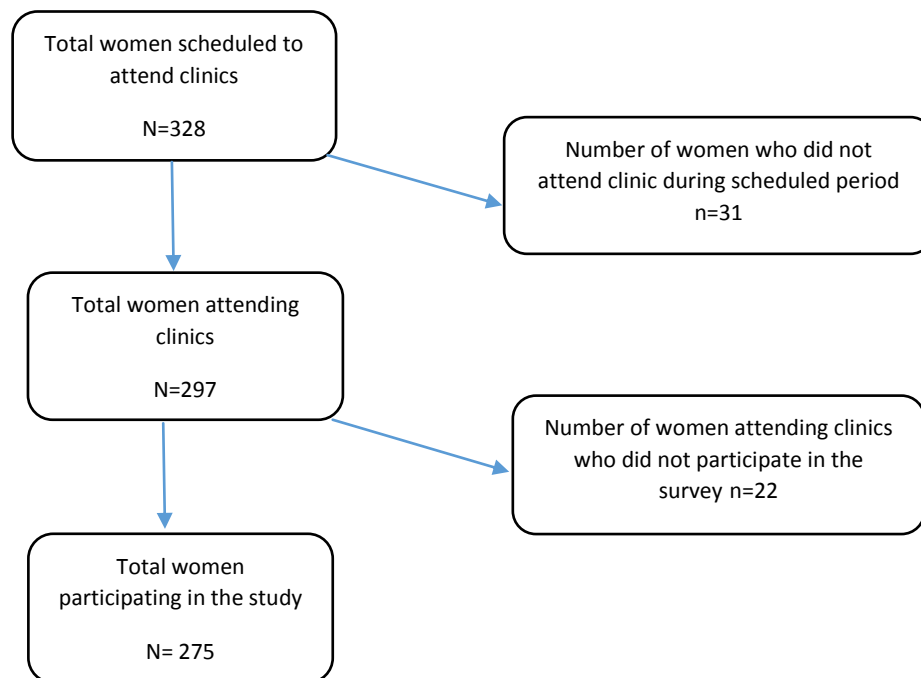 Total women scheduled to
attend clinics
N=328
Number of women who did not
attend clinic during scheduled period
n=31
Total women attending
clinics
N=297
Number of women attending clinics
who did not participate in the
survey n=22
Total women
participating in the study
N= 275